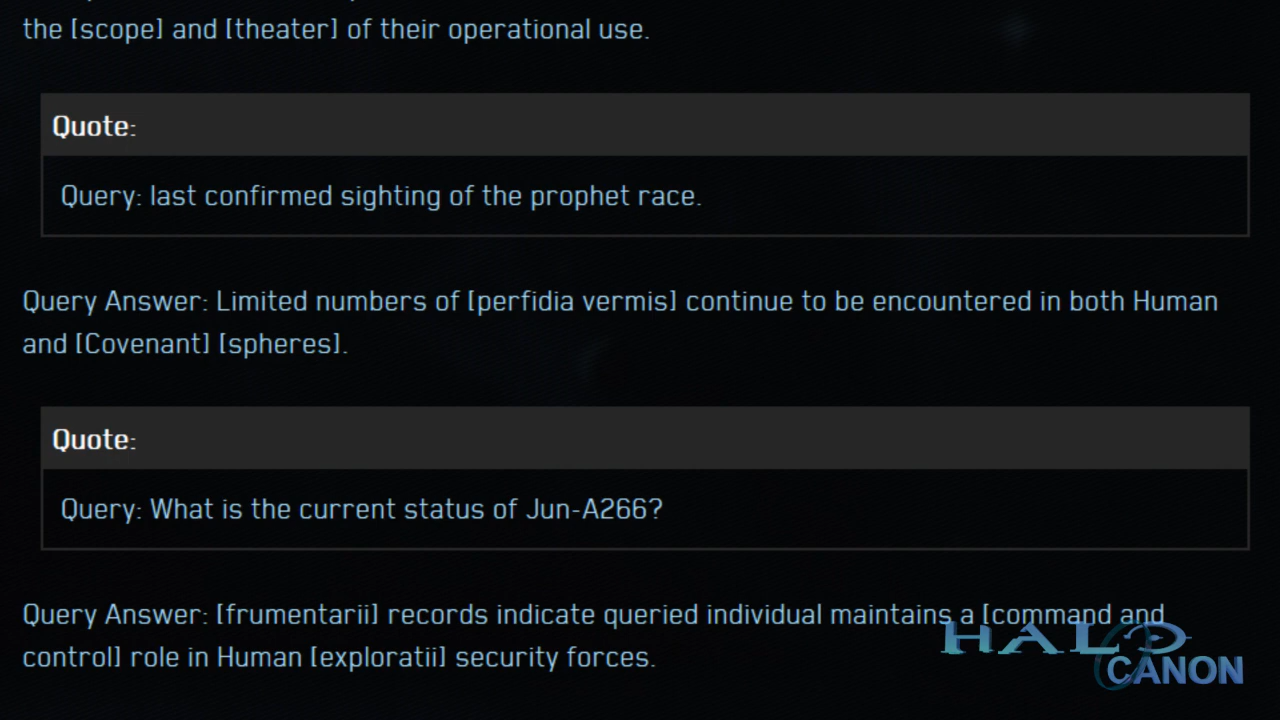 the [scope] and [theater] of their operational use.
Quote:
Query: last confirmed sighting of the prophet race.
Query Answer: Limited numbers of [perfidia vermis] continue to be encountered in both Human
and [Covenant] [spheres].
Quote:
Query: What is the current status of Jun-A266?
Query Answer: [frumentarii] records indicate queried individual maintains a [command and
control] role in Human [exploratii] security forces.
HALO
CANON